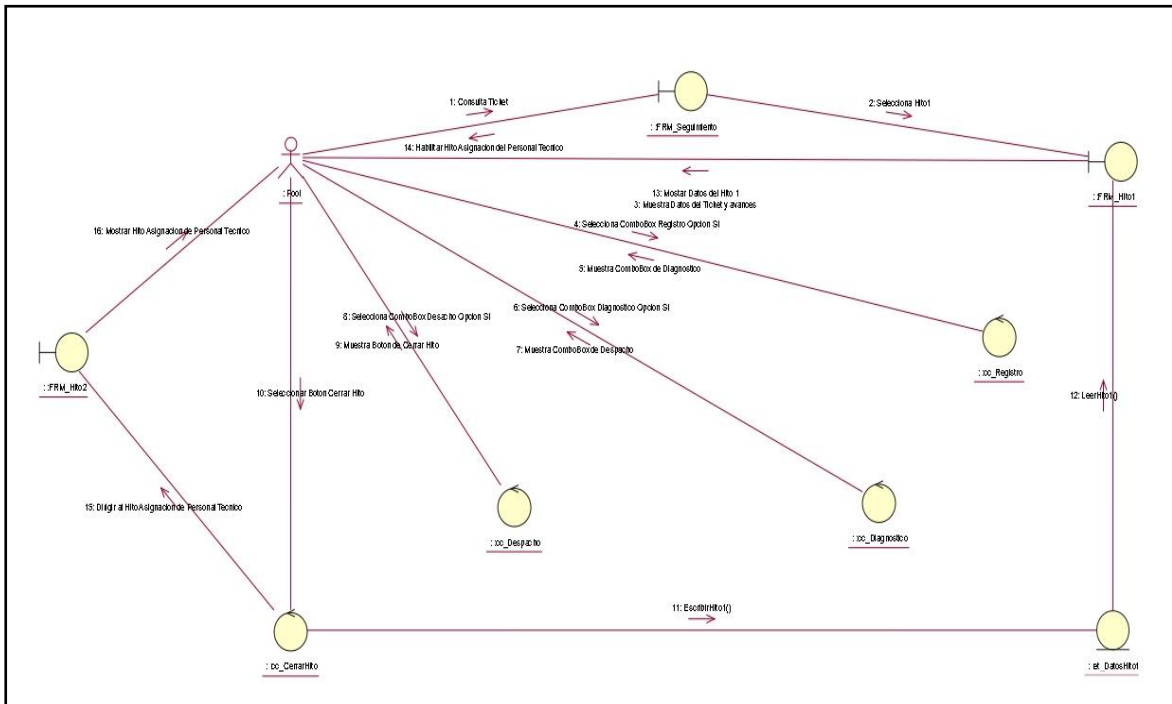 1: Consulta Ticket
2: Selecciona Hito1
: :FRM_Seguimiento
14: Habilitar Hito Asignacion del Personal Tecnico
: Pool
13: Mostar Datos del Hito 1
: :FRM_Hito1
3: Muestra Datos del Ticket y avances
4: Selecciona ComboBox Registro Opcion SI
16: Mostrar Hito Asignacion de Personal Tecnico
5: Muestra ComboBox de Diagnostico
6: Selecciona ComboBox Diagnostico Opcion SI
8: Selecciona ComboBox Despacho Opcion SI
9: Muestra Boton de Cerrar Hito
7: Muestra ComboBox de Despacho
: :cc_Registro
: :FRM_Hito2
10: Seleccionar Boton Cerrar Hito
12: LeerHito1()
15: Dirigir al Hito Asignacion de Personal Tecnico
: :cc_Despacho
: :cc_Diagnostico
11: EscribirHito1()
: cc_CerrarHito
: et_DatosHito1